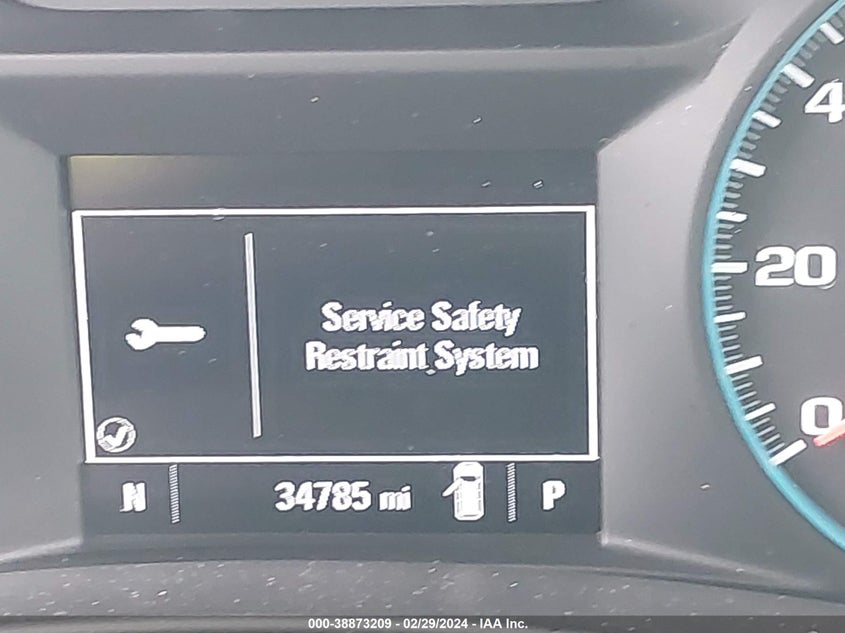 4
20
0
Service Safety
Restraint System
N 34785 mi P
000-38873209 - 02/29/2024 - IAA Inc.